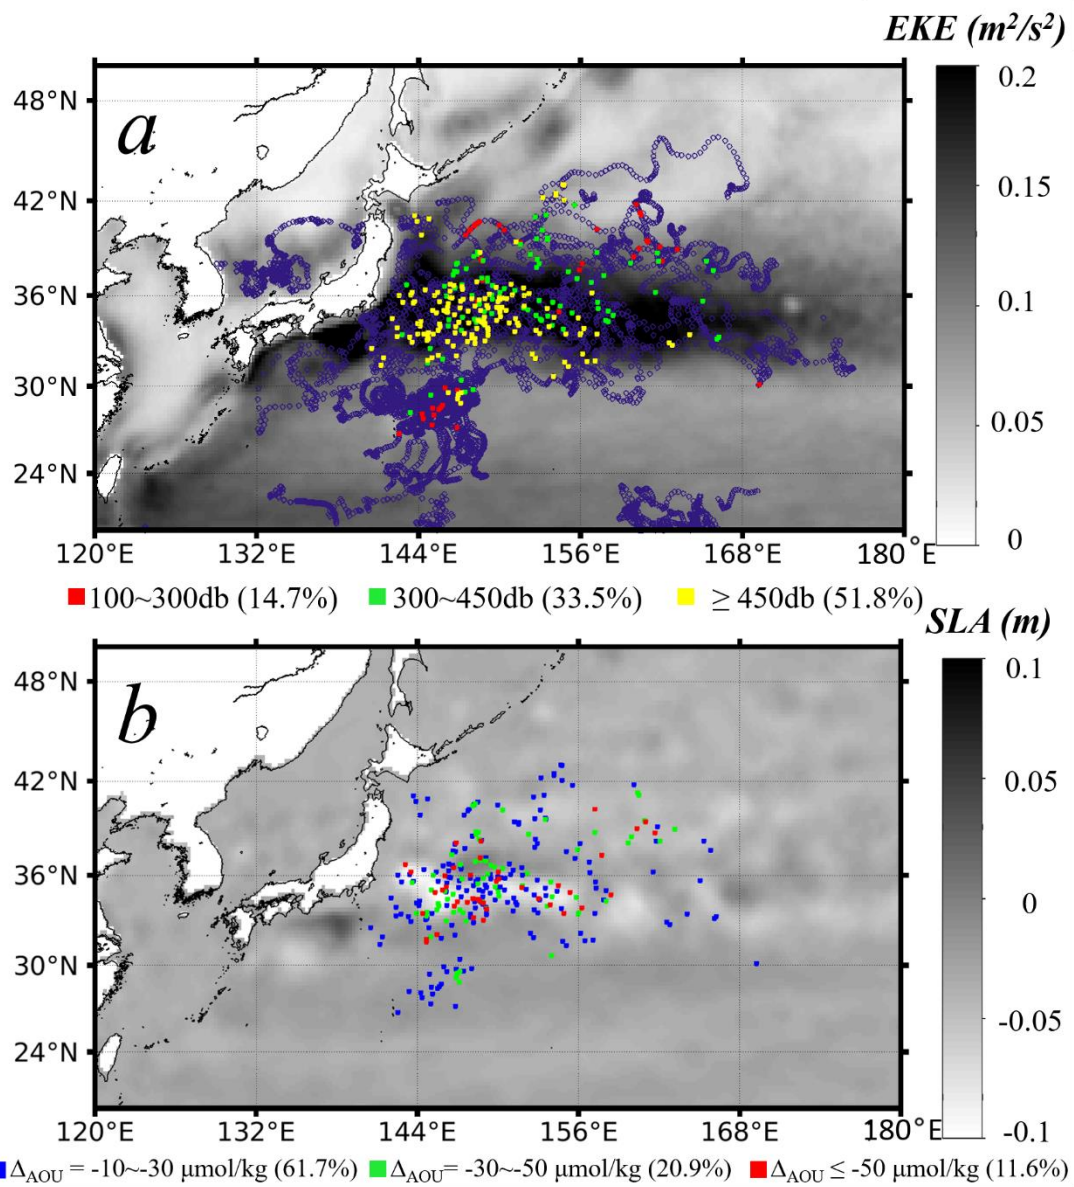 EKE (m²/s²)
a
48°N
42°N
36°N
30°N
24°N
120°E
132°E
144°E
156°E
168°E
180°E
0.2
0.15
0.1
0.05
0
100~300db (14.7%)
300~450db (33.5%)
≥ 450db (51.8%)
SLA (m)
b
48°N
42°N
36°N
30°N
24°N
120°E
132°E
144°E
156°E
168°E
180°E
0.1
0.05
0
-0.05
-0.1
Δ_AOU = -10~-30 μmol/kg (61.7%)
Δ_AOU= -30~-50 μmol/kg (20.9%)
Δ_AOU ≤ -50 μmol/kg (11.6%)